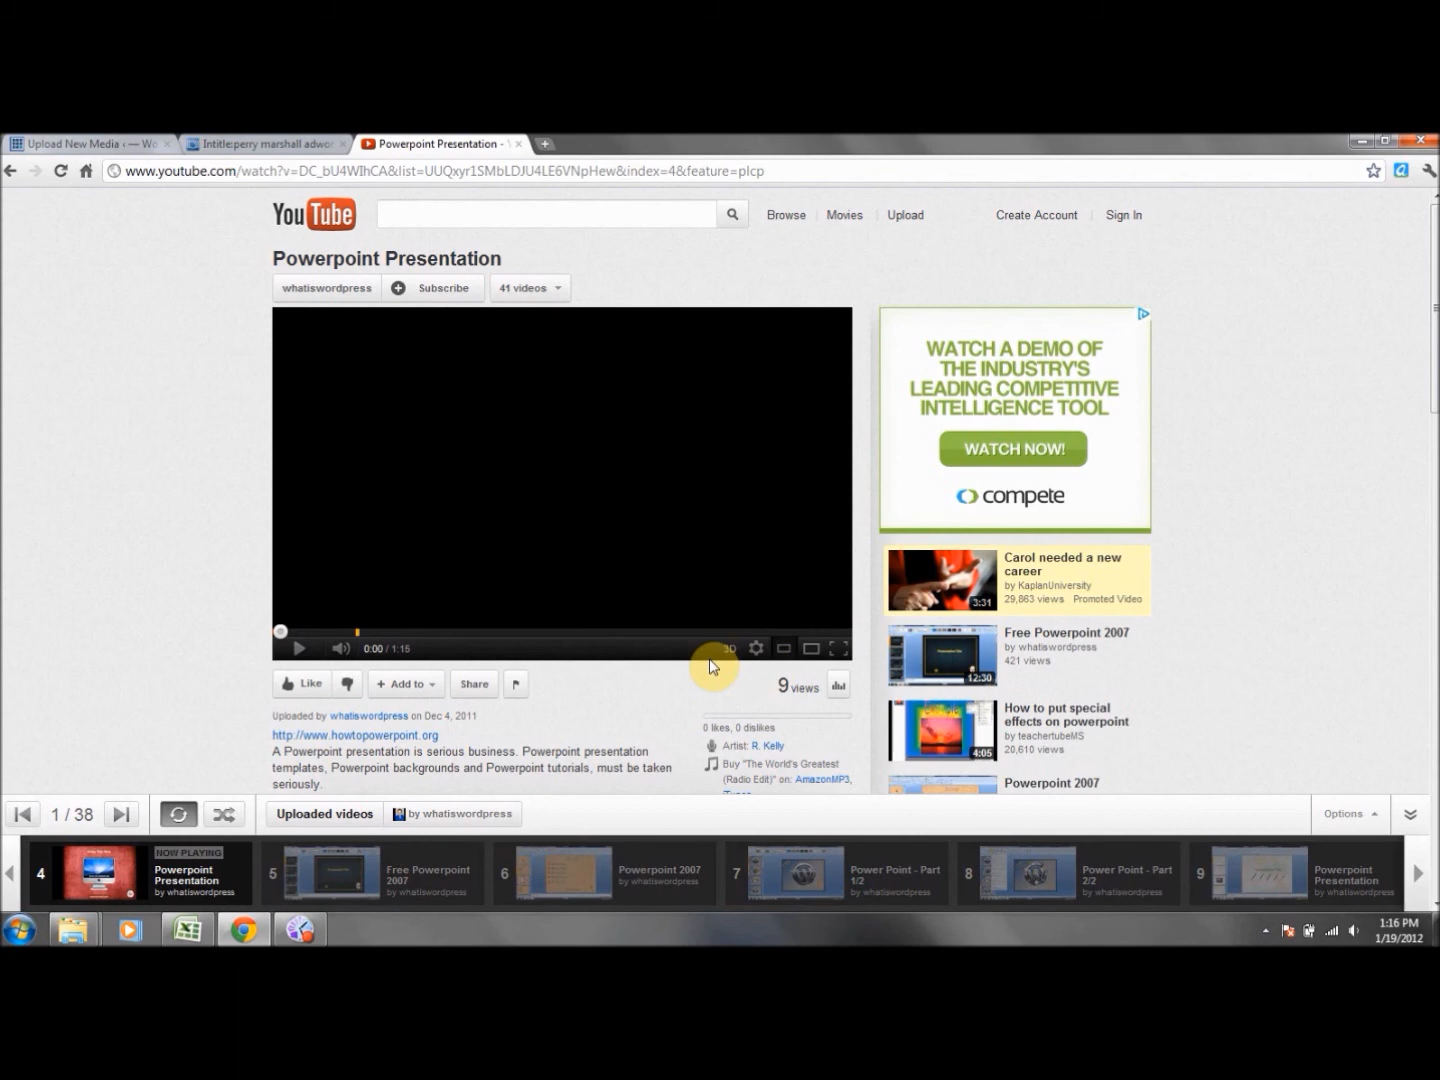 Upload New Media ‹ — Wo
Intitle:perry marshall adwor
Powerpoint Presentation -
www.youtube.com/watch?v=DC_bU4WIhCA&list=UUQxyr1SMbLDJU4LE6VNpHew&index=4&feature=plcp
YouTube
Browse
Movies
Upload
Create Account
Sign In
Powerpoint Presentation
whatiswordpress
Subscribe
41 videos
WATCH A DEMO OF
THE INDUSTRY'S
LEADING COMPETITIVE
INTELLIGENCE TOOL
WATCH NOW!
compete
0:00 / 1:15
3D
Like
+ Add to
Share
9 views
Uploaded by whatiswordpress on Dec 4, 2011
http://www.howtopowerpoint.org
A Powerpoint presentation is serious business. Powerpoint presentation
templates, Powerpoint backgrounds and Powerpoint tutorials, must be taken
seriously.
0 likes, 0 dislikes
Artist: R. Kelly
Buy "The World's Greatest
(Radio Edit)" on: AmazonMP3,
Carol needed a new
career
by KaplanUniversity
29,863 views Promoted Video
3:31
Free Powerpoint 2007
by whatiswordpress
421 views
12:30
How to put special
effects on powerpoint
by teachertubeMS
20,610 views
4:05
Powerpoint 2007
1 / 38
Uploaded videos
by whatiswordpress
Options
4
NOW PLAYING
Powerpoint
Presentation
by whatiswordpress
5
Free Powerpoint
2007
by whatiswordpress
6
Powerpoint 2007
by whatiswordpress
7
Power Point - Part
1/2
by whatiswordpress
8
Power Point - Part
2/2
by whatiswordpress
9
Powerpoint
Presentation
by whatiswordpress
1:16 PM
1/19/2012